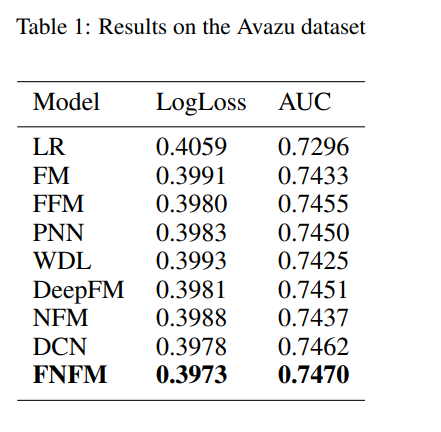 Table 1: Results on the Avazu dataset
Model LogLoss AUC
LR 0.4059 0.7296
FM 0.3991 0.7433
FFM 0.3980 0.7455
PNN 0.3983 0.7450
WDL 0.3993 0.7425
DeepFM 0.3981 0.7451
NFM 0.3988 0.7437
DCN 0.3978 0.7462
FNFM 0.3973 0.7470